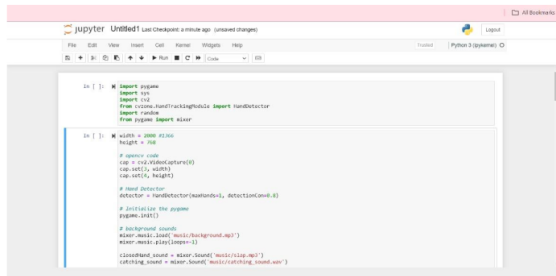 All Bookmarks
jupyter Untitled1 Last Checkpoint: a minute ago (unsaved changes)
Logout
File Edit View Insert Cell Kernel Widgets Help
Trusted Python 3 (ipykernel)
Run Code
In [ ]: import pygame
import sys
import cv2
from cvzone.HandTrackingModule import HandDetector
import random
from pygame import mixer
In [ ]: width = 2000 #1366
height = 768
# opencv code
cap = cv2.VideoCapture(0)
cap.set(3, width)
cap.set(4, height)
# Hand Detector
detector = HandDetector(maxHands=1, detectionCon=0.8)
# Initialize the pygame
pygame.init()
# background sounds
mixer.music.load('music/background.mp3')
mixer.music.play(loops=-1)
closedHand_sound = mixer.Sound('music/slap.mp3')
catching_sound = mixer.Sound('music/catching_sound.wav')